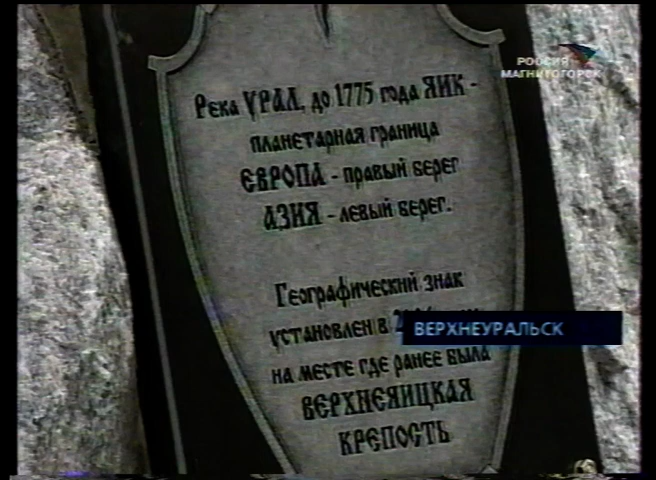 РОССИЯ
МАГНИТОГОРСК
Река УРАЛ, до 1775 года ЯИК -
планетарная граница
ЕВРОПА - правый берег
АЗИЯ - левый берег.
Географический знак
установлен в
ВЕРХНЕУРАЛЬСК
на месте где ранее была
ВЕРХНЕЯИЦКАЯ
КРЕПОСТЬ